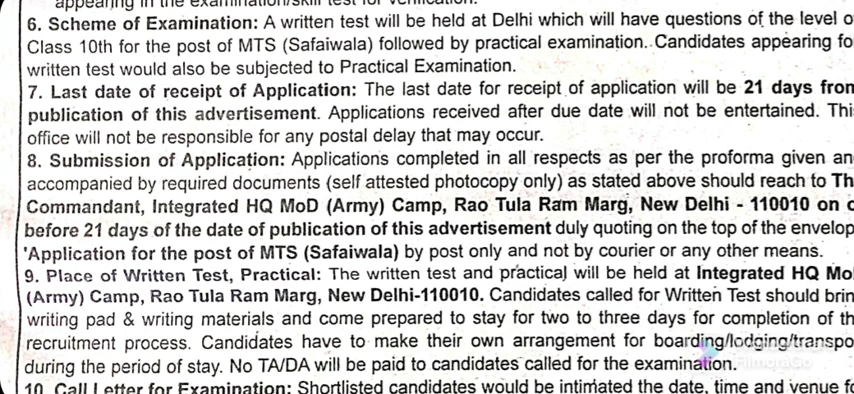 appearing in the examination/skill test for verification.
6. Scheme of Examination: A written test will be held at Delhi which will have questions of the level o
Class 10th for the post of MTS (Safaiwala) followed by practical examination. Candidates appearing fo
written test would also be subjected to Practical Examination.
7. Last date of receipt of Application: The last date for receipt of application will be 21 days from
publication of this advertisement. Applications received after due date will not be entertained. Thi
office will not be responsible for any postal delay that may occur.
8. Submission of Application: Applications completed in all respects as per the proforma given an
accompanied by required documents (self attested photocopy only) as stated above should reach to Th
Commandant, Integrated HQ MoD (Army) Camp, Rao Tula Ram Marg, New Delhi - 110010 on o
before 21 days of the date of publication of this advertisement duly quoting on the top of the envelop
'Application for the post of MTS (Safaiwala) by post only and not by courier or any other means.
9. Place of Written Test, Practical: The written test and practical will be held at Integrated HQ Mo
(Army) Camp, Rao Tula Ram Marg, New Delhi-110010. Candidates called for Written Test should brin
writing pad & writing materials and come prepared to stay for two to three days for completion of th
recruitment process. Candidates have to make their own arrangement for boarding/lodging/transpo
during the period of stay. No TA/DA will be paid to candidates called for the examination.
10. Call Letter for Examination: Shortlisted candidates would be intimated the date, time and venue fo